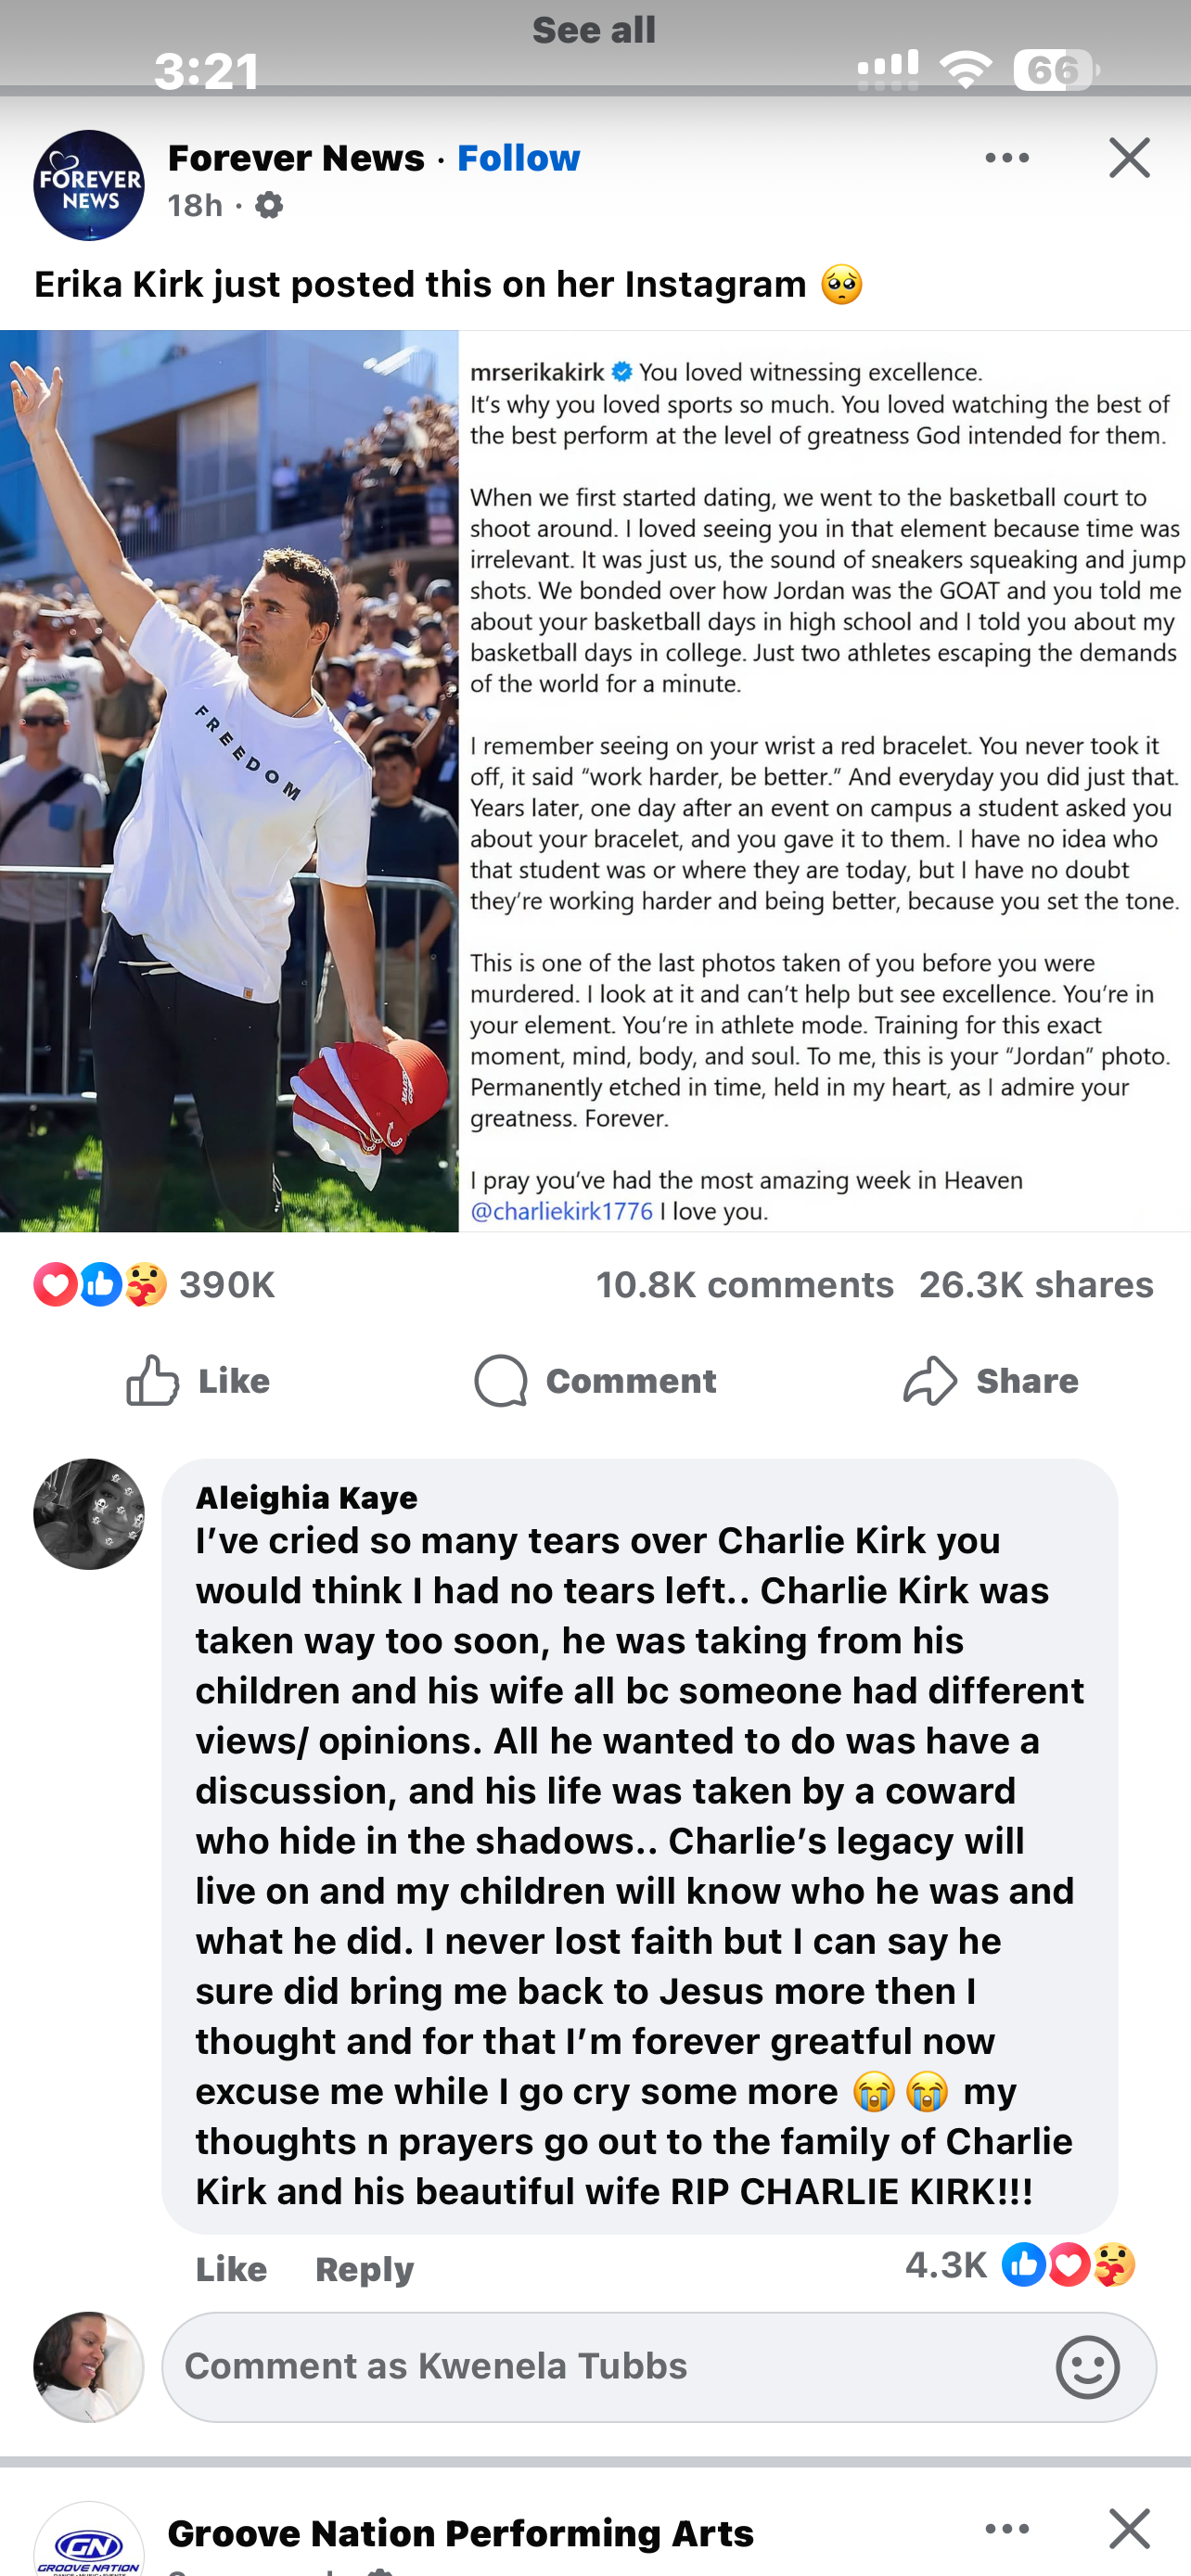 See all
3:21
66
FOREVER
NEWS
Forever News · Follow
18h ·
Erika Kirk just posted this on her Instagram 🥺
FREEDOM
mrserikakirk You loved witnessing excellence.
It's why you loved sports so much. You loved watching the best of
the best perform at the level of greatness God intended for them.
When we first started dating, we went to the basketball court to
shoot around. I loved seeing you in that element because time was
irrelevant. It was just us, the sound of sneakers squeaking and jump
shots. We bonded over how Jordan was the GOAT and you told me
about your basketball days in high school and I told you about my
basketball days in college. Just two athletes escaping the demands
of the world for a minute.
I remember seeing on your wrist a red bracelet. You never took it
off, it said “work harder, be better.” And everyday you did just that.
Years later, one day after an event on campus a student asked you
about your bracelet, and you gave it to them. I have no idea who
that student was or where they are today, but I have no doubt
they’re working harder and being better, because you set the tone.
This is one of the last photos taken of you before you were
murdered. I look at it and can’t help but see excellence. You’re in
your element. You’re in athlete mode. Training for this exact
moment, mind, body, and soul. To me, this is your “Jordan” photo.
Permanently etched in time, held in my heart, as I admire your
greatness. Forever.
I pray you’ve had the most amazing week in Heaven
@charliekirk1776 I love you.
390K
10.8K comments 26.3K shares
Like
Comment
Share
Aleighia Kaye
I’ve cried so many tears over Charlie Kirk you
would think I had no tears left.. Charlie Kirk was
taken way too soon, he was taking from his
children and his wife all bc someone had different
views/ opinions. All he wanted to do was have a
discussion, and his life was taken by a coward
who hide in the shadows.. Charlie’s legacy will
live on and my children will know who he was and
what he did. I never lost faith but I can say he
sure did bring me back to Jesus more then I
thought and for that I’m forever greatful now
excuse me while I go cry some more 😭 😭 my
thoughts n prayers go out to the family of Charlie
Kirk and his beautiful wife RIP CHARLIE KIRK!!!
Like Reply
4.3K
Comment as Kwenela Tubbs
GN
GROOVE NATION
Groove Nation Performing Arts